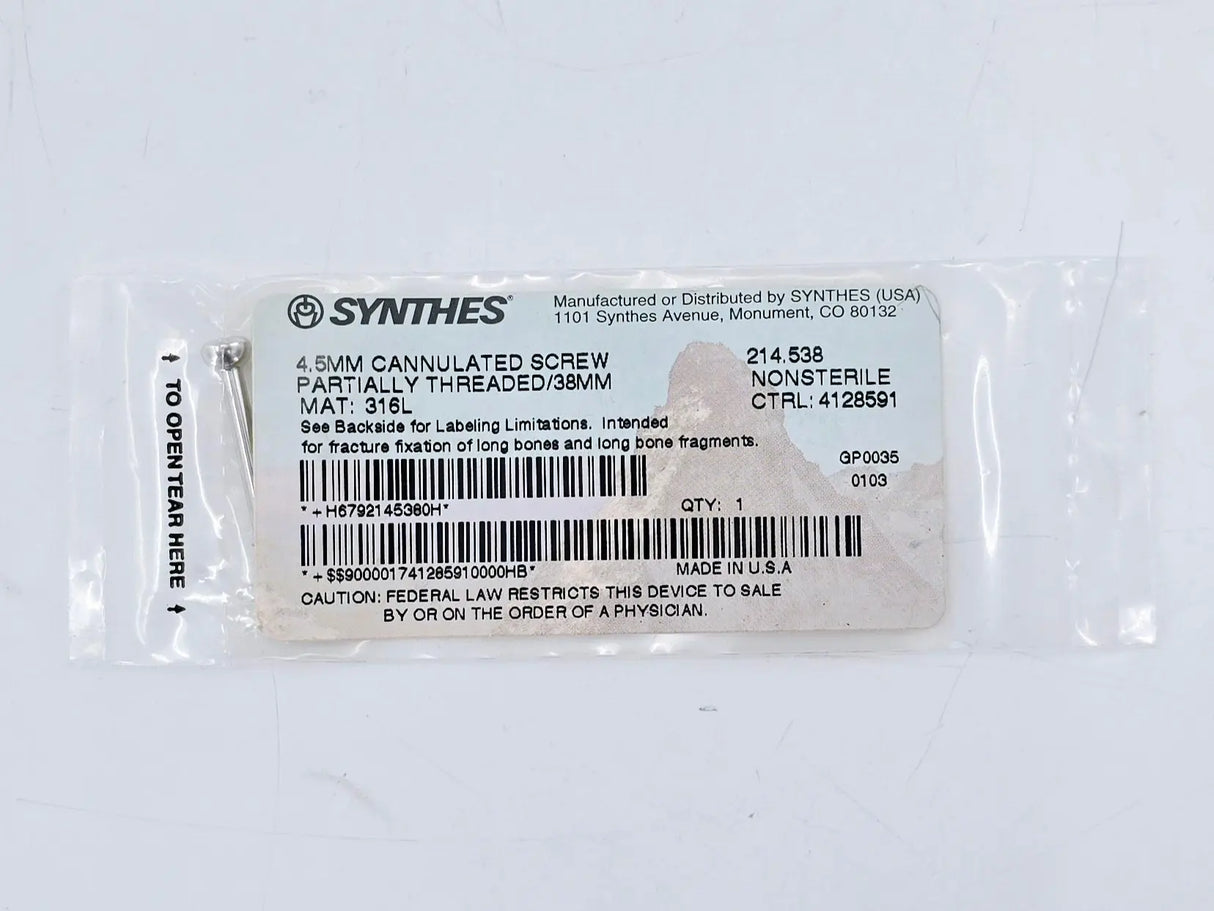 SYNTHES®
Manufactured or Distributed by SYNTHES (USA)
1101 Synthes Avenue, Monument, CO 80132
4.5MM CANNULATED SCREW
PARTIALLY THREADED/38MM
MAT: 316L
214.538
NONSTERILE
CTRL: 4128591
See Backside for Labeling Limitations. Intended
for fracture fixation of long bones and long bone fragments.
GP0035
0103
*+H6792145380H*
QTY: 1
*+$$900001741285910000HB*
MADE IN U.S.A
CAUTION: FEDERAL LAW RESTRICTS THIS DEVICE TO SALE
BY OR ON THE ORDER OF A PHYSICIAN.
↑ TO OPEN TEAR HERE ↑